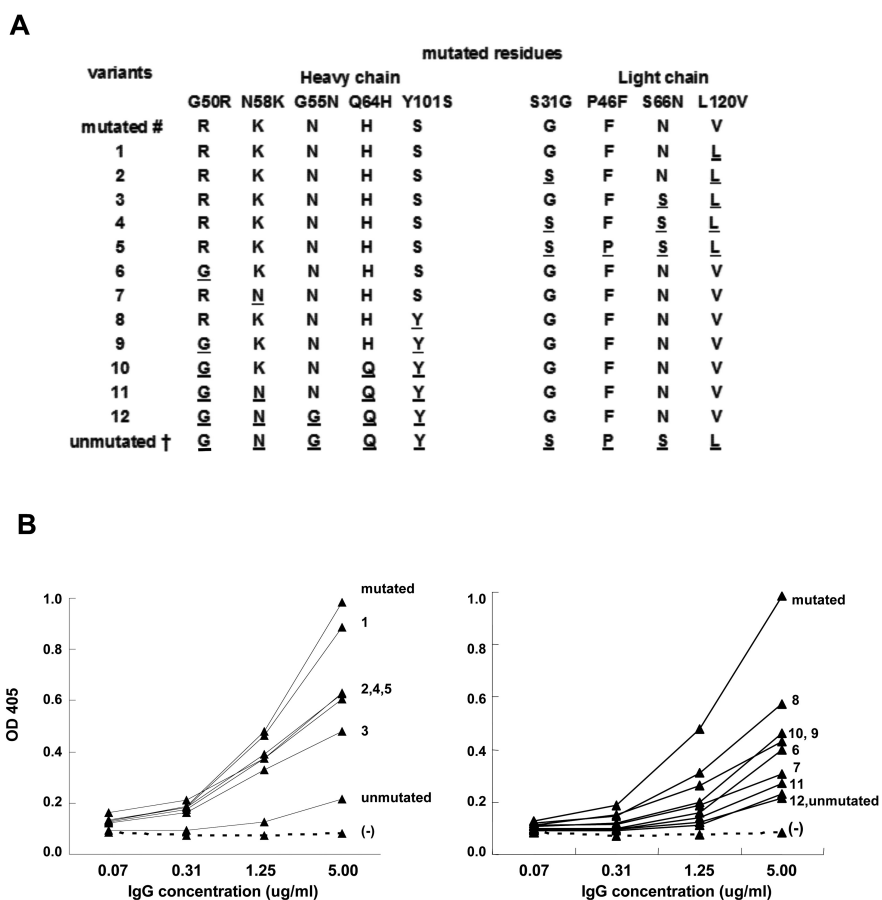 A
mutated residues
variants
Heavy chain Light chain
G50R N58K G55N Q64H Y101S S31G P46F S66N L120V
mutated # R K N H S G F N V
1 R K N H S G F N L
2 R K N H S S F N L
3 R K N H S G F S L
4 R K N H S S F S L
5 R K N H S S P S L
6 G K N H S G F N V
7 R N N H S G F N V
8 R K N H Y G F N V
9 G K N H Y G F N V
10 G K N Q Y G F N V
11 G N N Q Y G F N V
12 G N G Q Y G F N V
unmutated † G N G Q Y S P S L
B
OD 405
1.0
0.8
0.6
0.4
0.2
0.0
mutated
1
2,4,5
3
unmutated
(-)
0.07 0.31 1.25 5.00
IgG concentration (ug/ml)
1.0
0.8
0.6
0.4
0.2
0.0
mutated
8
10, 9
6
7
11
12,unmutated
(-)
0.07 0.31 1.25 5.00
IgG concentration (ug/ml)